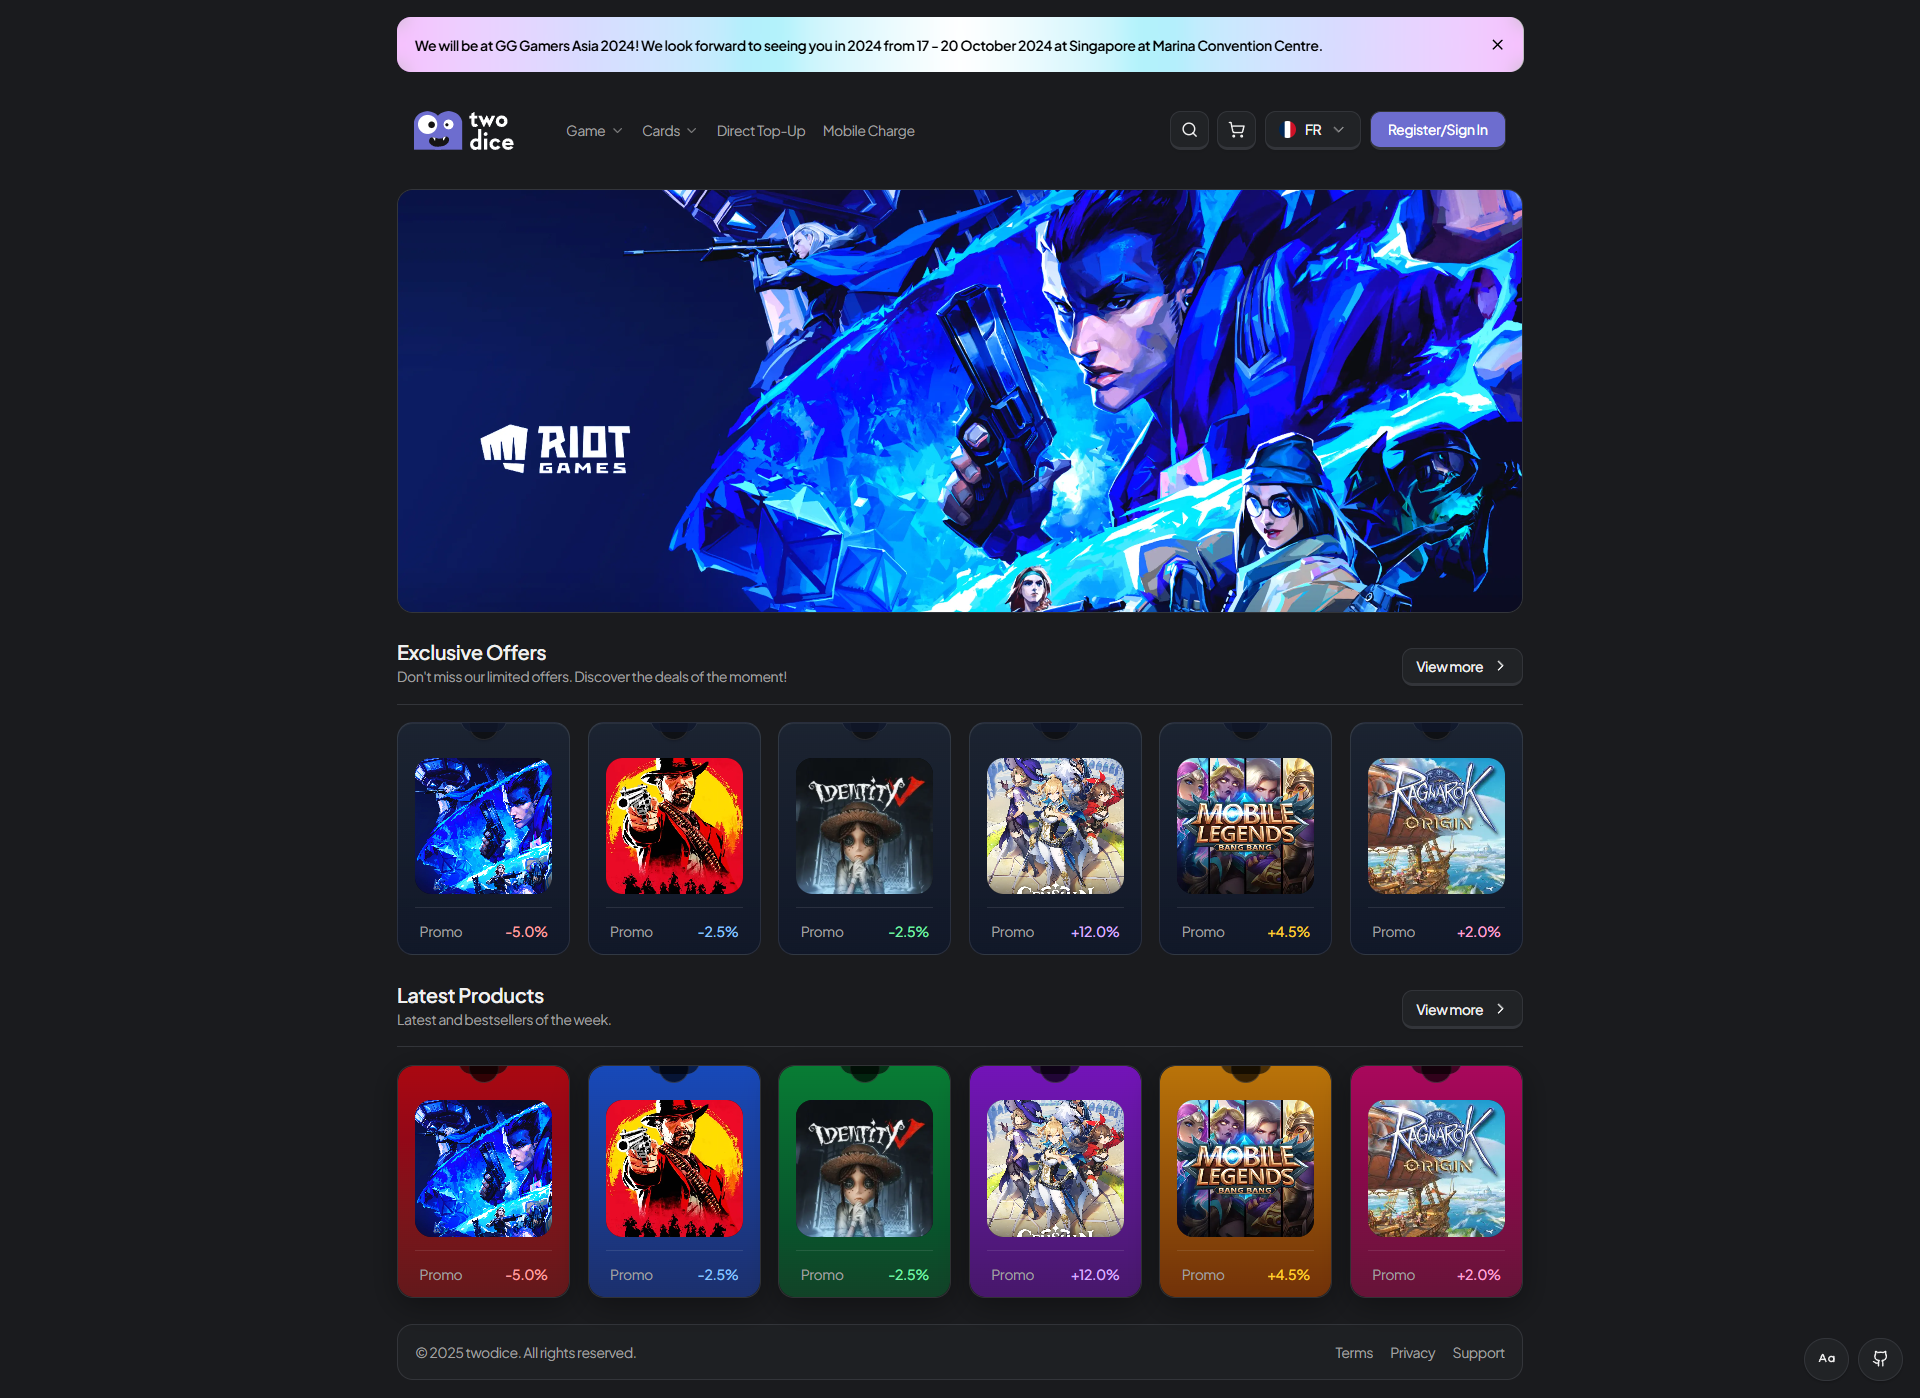 We will be at GG Gamers Asia 2024! We look forward to seeing you in 2024 from 17 - 20 October 2024 at Singapore at Marina Convention Centre.
two
dice
Game
Cards
Direct Top-Up
Mobile Charge
FR
Register/Sign In
RIOT
GAMES
Exclusive Offers
Don't miss our limited offers. Discover the deals of the moment!
View more
IDENTITY V
MOBILE
LEGENDS
BANG BANG
RAGNAROK
ORIGIN
Promo -5.0%
Promo -2.5%
Promo -2.5%
Promo +12.0%
Promo +4.5%
Promo +2.0%
Latest Products
Latest and bestsellers of the week.
View more
IDENTITY V
MOBILE
LEGENDS
BANG BANG
RAGNAROK
ORIGIN
Promo -5.0%
Promo -2.5%
Promo -2.5%
Promo +12.0%
Promo +4.5%
Promo +2.0%
© 2025 twodice. All rights reserved.
Terms
Privacy
Support
Aa